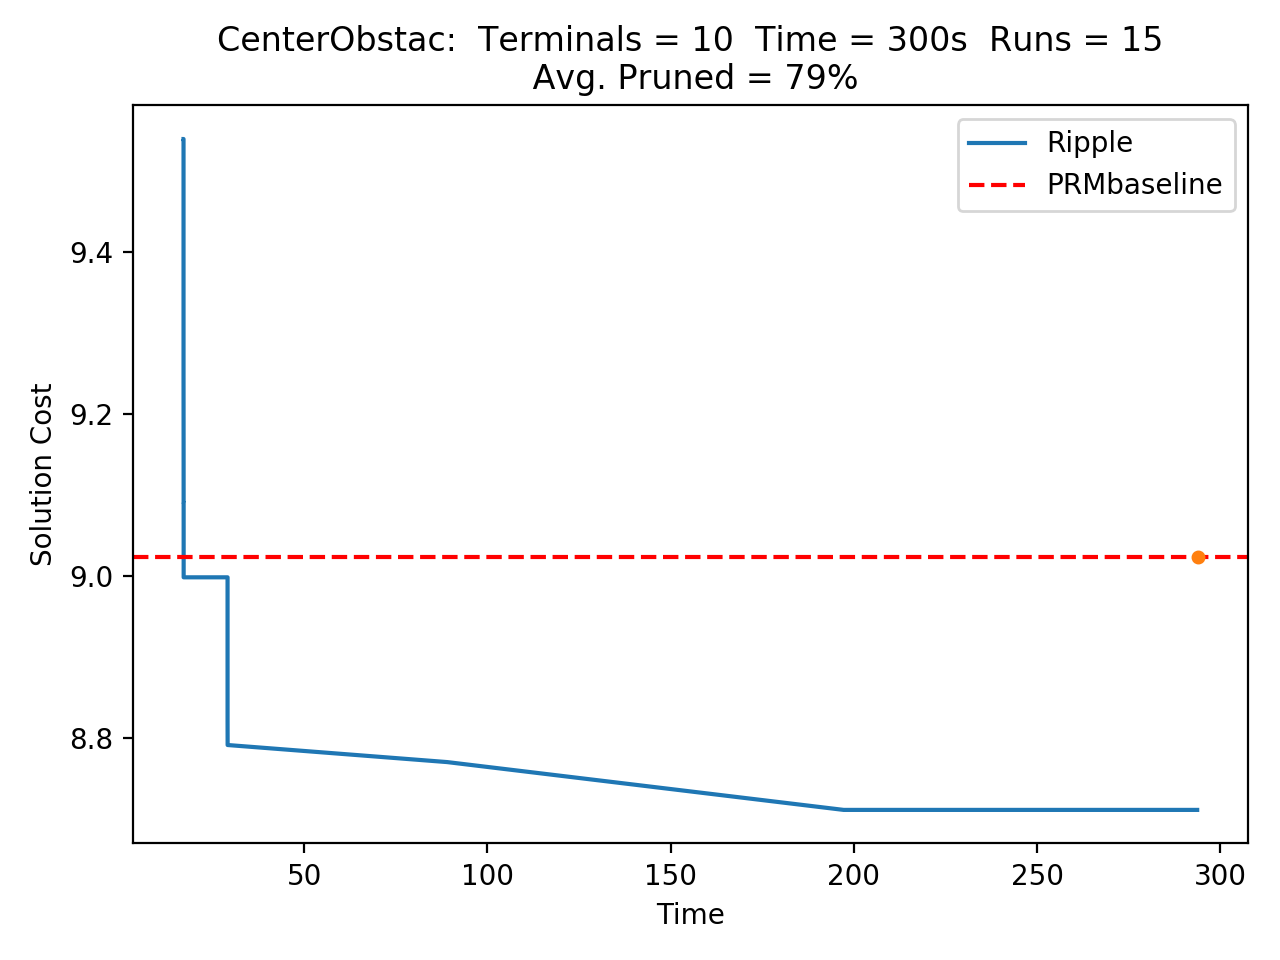 CenterObstac:  Terminals = 10  Time = 300s  Runs = 15
Avg. Pruned = 79%
Ripple
PRMbaseline
Solution Cost
9.4
9.2
9.0
8.8
50
100
150
200
250
300
Time